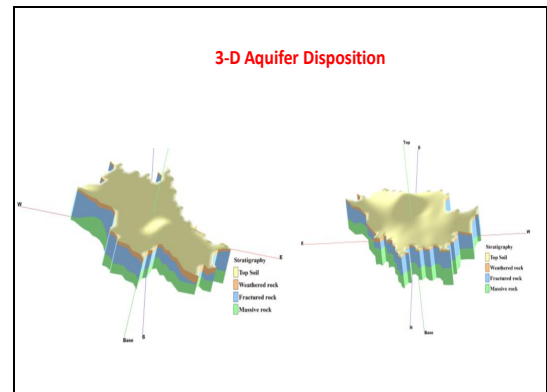 3-D Aquifer Disposition
W
E
Stratigraphy
Top Soil
Weathered rock
Fractured rock
Massive rock
Base
S
Top
S
E
W
Stratigraphy
Top Soil
Weathered rock
Fractured rock
Massive rock
N
Base